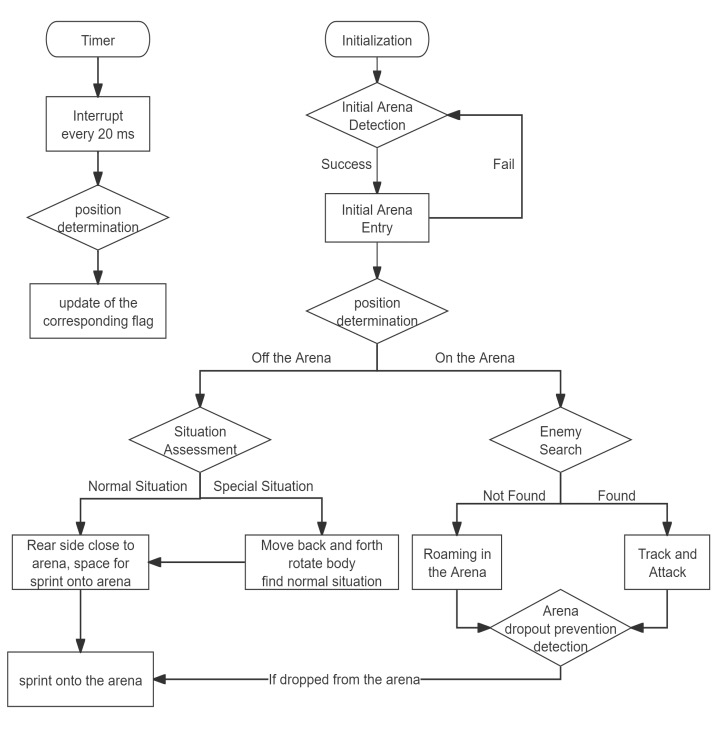 Timer
Interrupt
every 20 ms
position
determination
update of the
corresponding flag
Initialization
Initial Arena
Detection
Success
Fail
Initial Arena
Entry
position
determination
Off the Arena
On the Arena
Situation
Assessment
Normal Situation
Special Situation
Rear side close to
arena, space for
sprint onto arena
Move back and forth
rotate body
find normal situation
sprint onto the arena
Enemy
Search
Not Found
Found
Roaming in
the Arena
Track and
Attack
Arena
dropout prevention
detection
If dropped from the arena